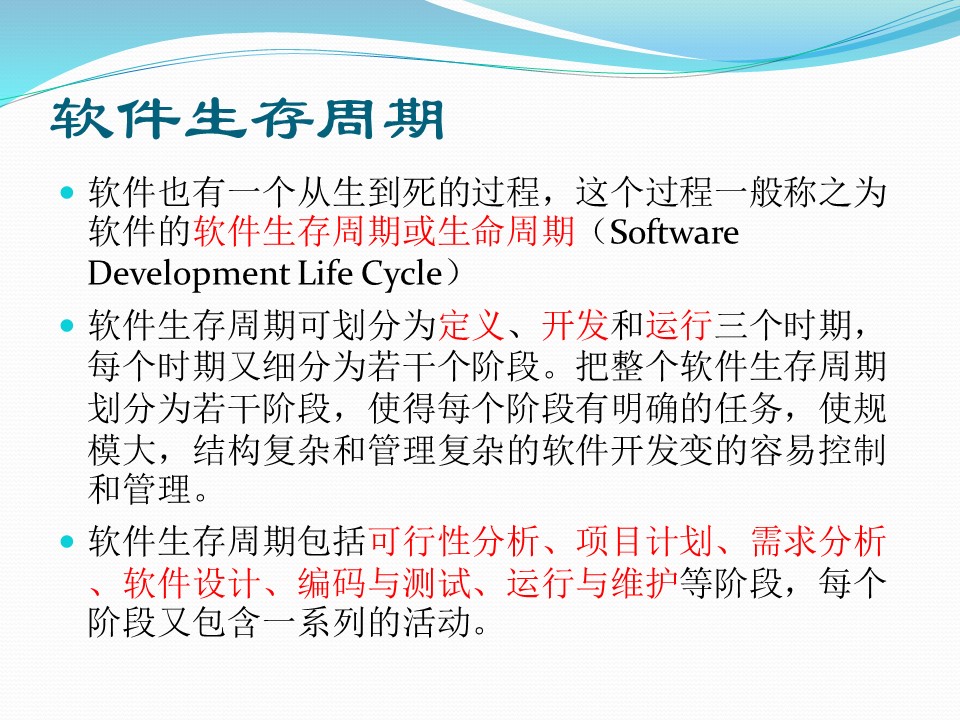 软件生存周期
软件也有一个从生到死的过程，这个过程一般称之为
软件的软件生存周期或生命周期（Software
Development Life Cycle）
软件生存周期可划分为定义、开发和运行三个时期，
每个时期又细分为若干个阶段。把整个软件生存周期
划分为若干阶段，使得每个阶段有明确的任务，使规
模大，结构复杂和管理复杂的软件开发变的容易控制
和管理。
软件生存周期包括可行性分析、项目计划、需求分析
、软件设计、编码与测试、运行与维护等阶段，每个
阶段又包含一系列的活动。